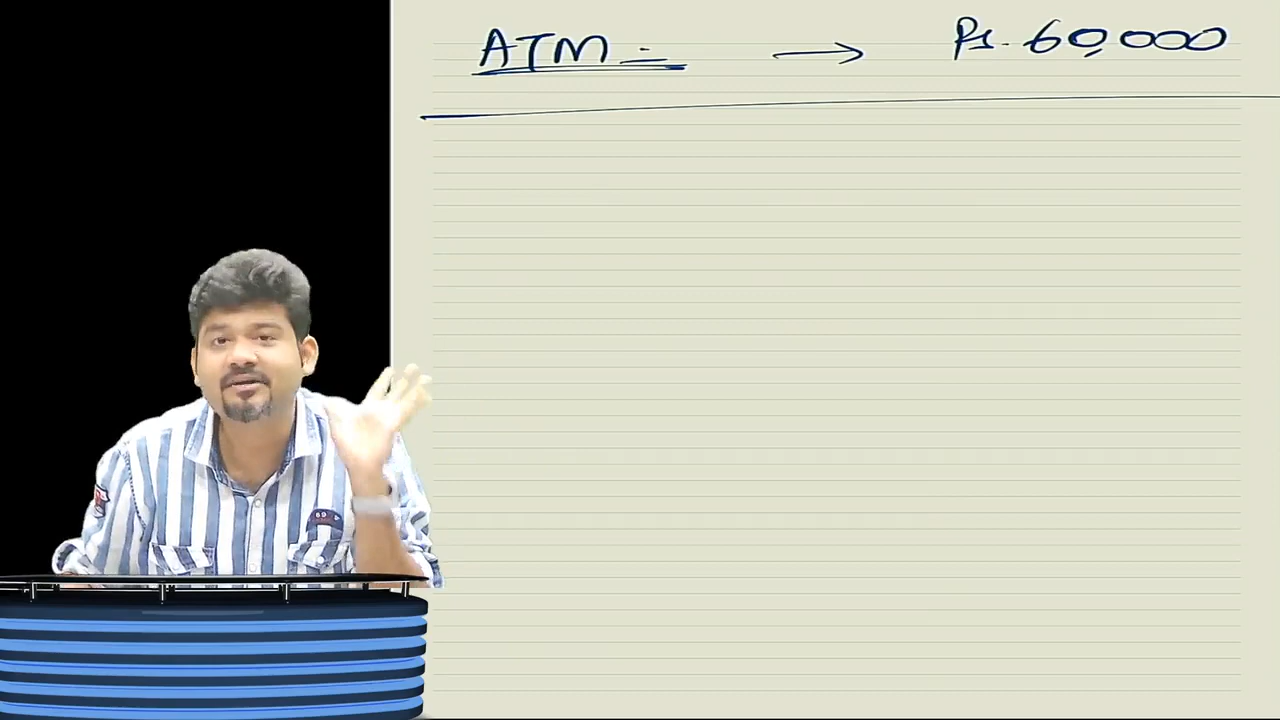 ATM :- → Rs. 60,000